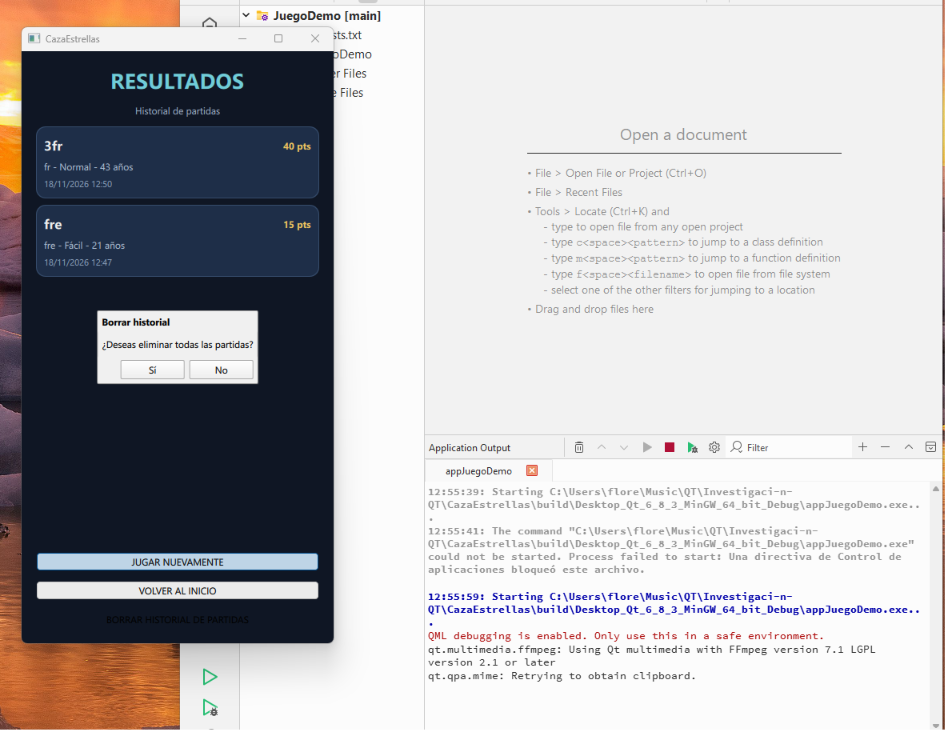 CazaEstrellas
RESULTADOS
Historial de partidas
3fr
40 pts
fr - Normal - 43 años
18/11/2026 12:50
fre
15 pts
fre - Fácil - 21 años
18/11/2026 12:47
Borrar historial
¿Deseas eliminar todas las partidas?
Sí
No
JUGAR NUEVAMENTE
VOLVER AL INICIO
BORRAR HISTORIAL DE PARTIDAS
JuegoDemo [main]
sts.txt
oDemo
er Files
e Files
Open a document
• File > Open File or Project (Ctrl+O)
• File > Recent Files
• Tools > Locate (Ctrl+K) and
- type to open file from any open project
- type c<space><pattern> to jump to a class definition
- type m<space><pattern> to jump to a function definition
- type f<space><filename> to open file from file system
- select one of the other filters for jumping to a location
• Drag and drop files here
Application Output
Filter
appJuegoDemo
12:55:39: Starting C:\Users\flore\Music\QT\Investigaci-n-
QT\CazaEstrellas\build\Desktop_Qt_6_8_3_MinGW_64_bit_Debug\appJuegoDemo.exe..
.
12:55:41: The command "C:\Users\flore\Music\QT\Investigaci-n-
QT\CazaEstrellas\build\Desktop_Qt_6_8_3_MinGW_64_bit_Debug\appJuegoDemo.exe"
could not be started. Process failed to start: Una directiva de Control de
aplicaciones bloqueó este archivo.
12:55:59: Starting C:\Users\flore\Music\QT\Investigaci-n-
QT\CazaEstrellas\build\Desktop_Qt_6_8_3_MinGW_64_bit_Debug\appJuegoDemo.exe..
.
QML debugging is enabled. Only use this in a safe environment.
qt.multimedia.ffmpeg: Using Qt multimedia with FFmpeg version 7.1 LGPL
version 2.1 or later
qt.qpa.mime: Retrying to obtain clipboard.